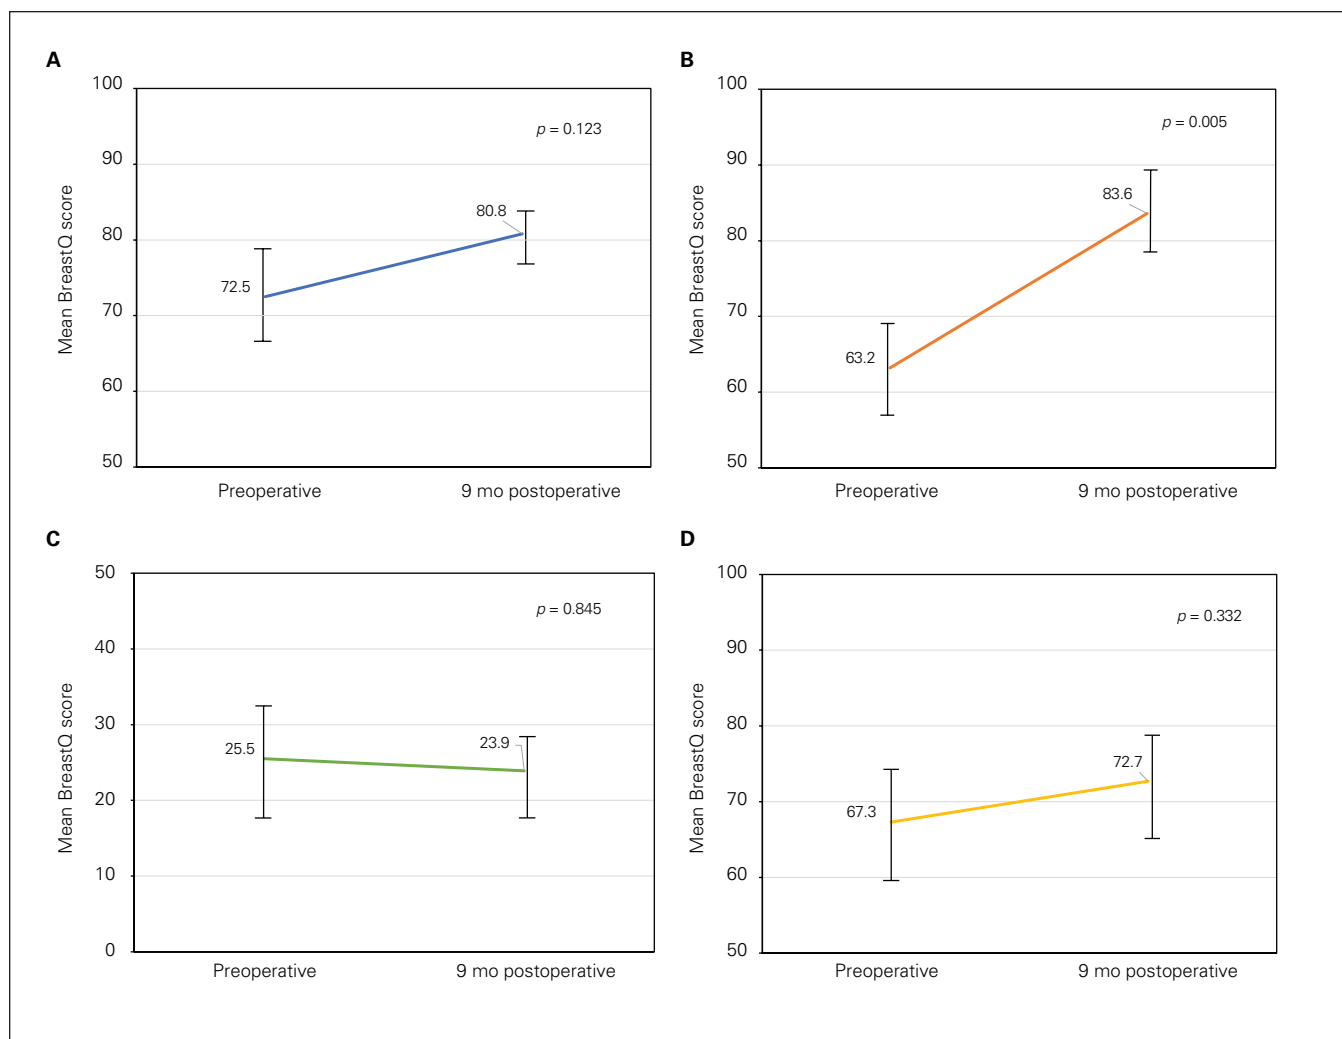 A
Mean BreastQ score
100
90
80
70
60
50
p = 0.123
72.5
80.8
Preoperative
9 mo postoperative
B
Mean BreastQ score
100
90
80
70
60
50
p = 0.005
63.2
83.6
Preoperative
9 mo postoperative
C
Mean BreastQ score
50
40
30
20
10
0
p = 0.845
25.5
23.9
Preoperative
9 mo postoperative
D
Mean BreastQ score
100
90
80
70
60
50
p = 0.332
67.3
72.7
Preoperative
9 mo postoperative